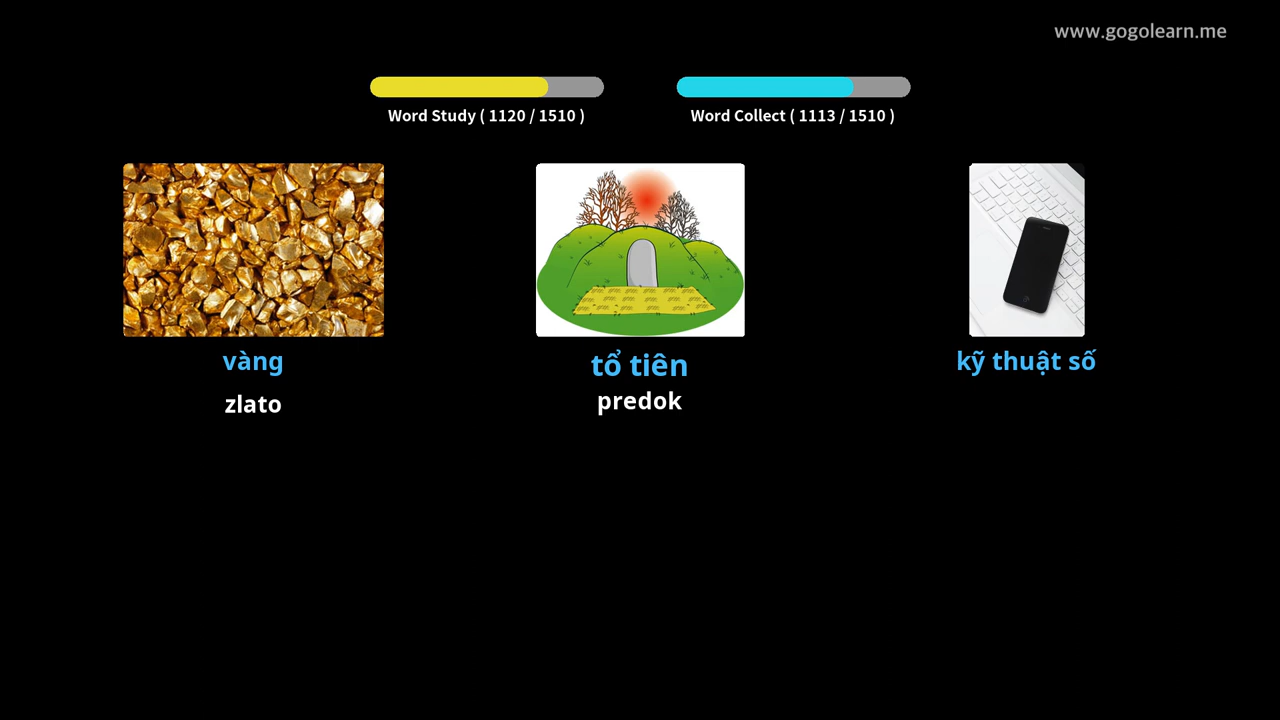 www.gogolearn.me
Word Study ( 1120 / 1510 )
Word Collect ( 1113 / 1510 )
vàng
zlato
tổ tiên
predok
kỹ thuật số